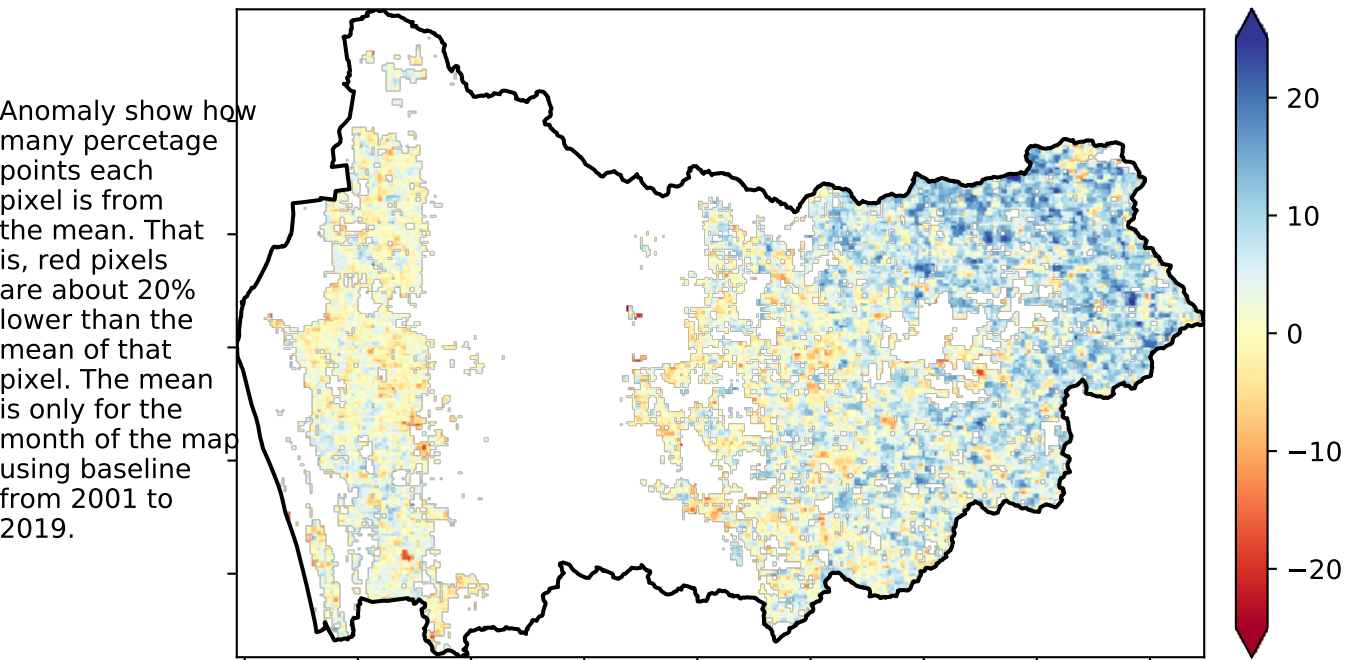 Anomaly show how
many percetage
points each
pixel is from
the mean. That
is, red pixels
are about 20%
lower than the
mean of that
pixel. The mean
is only for the
month of the map
using baseline
from 2001 to
2019.
20
10
0
−10
−20